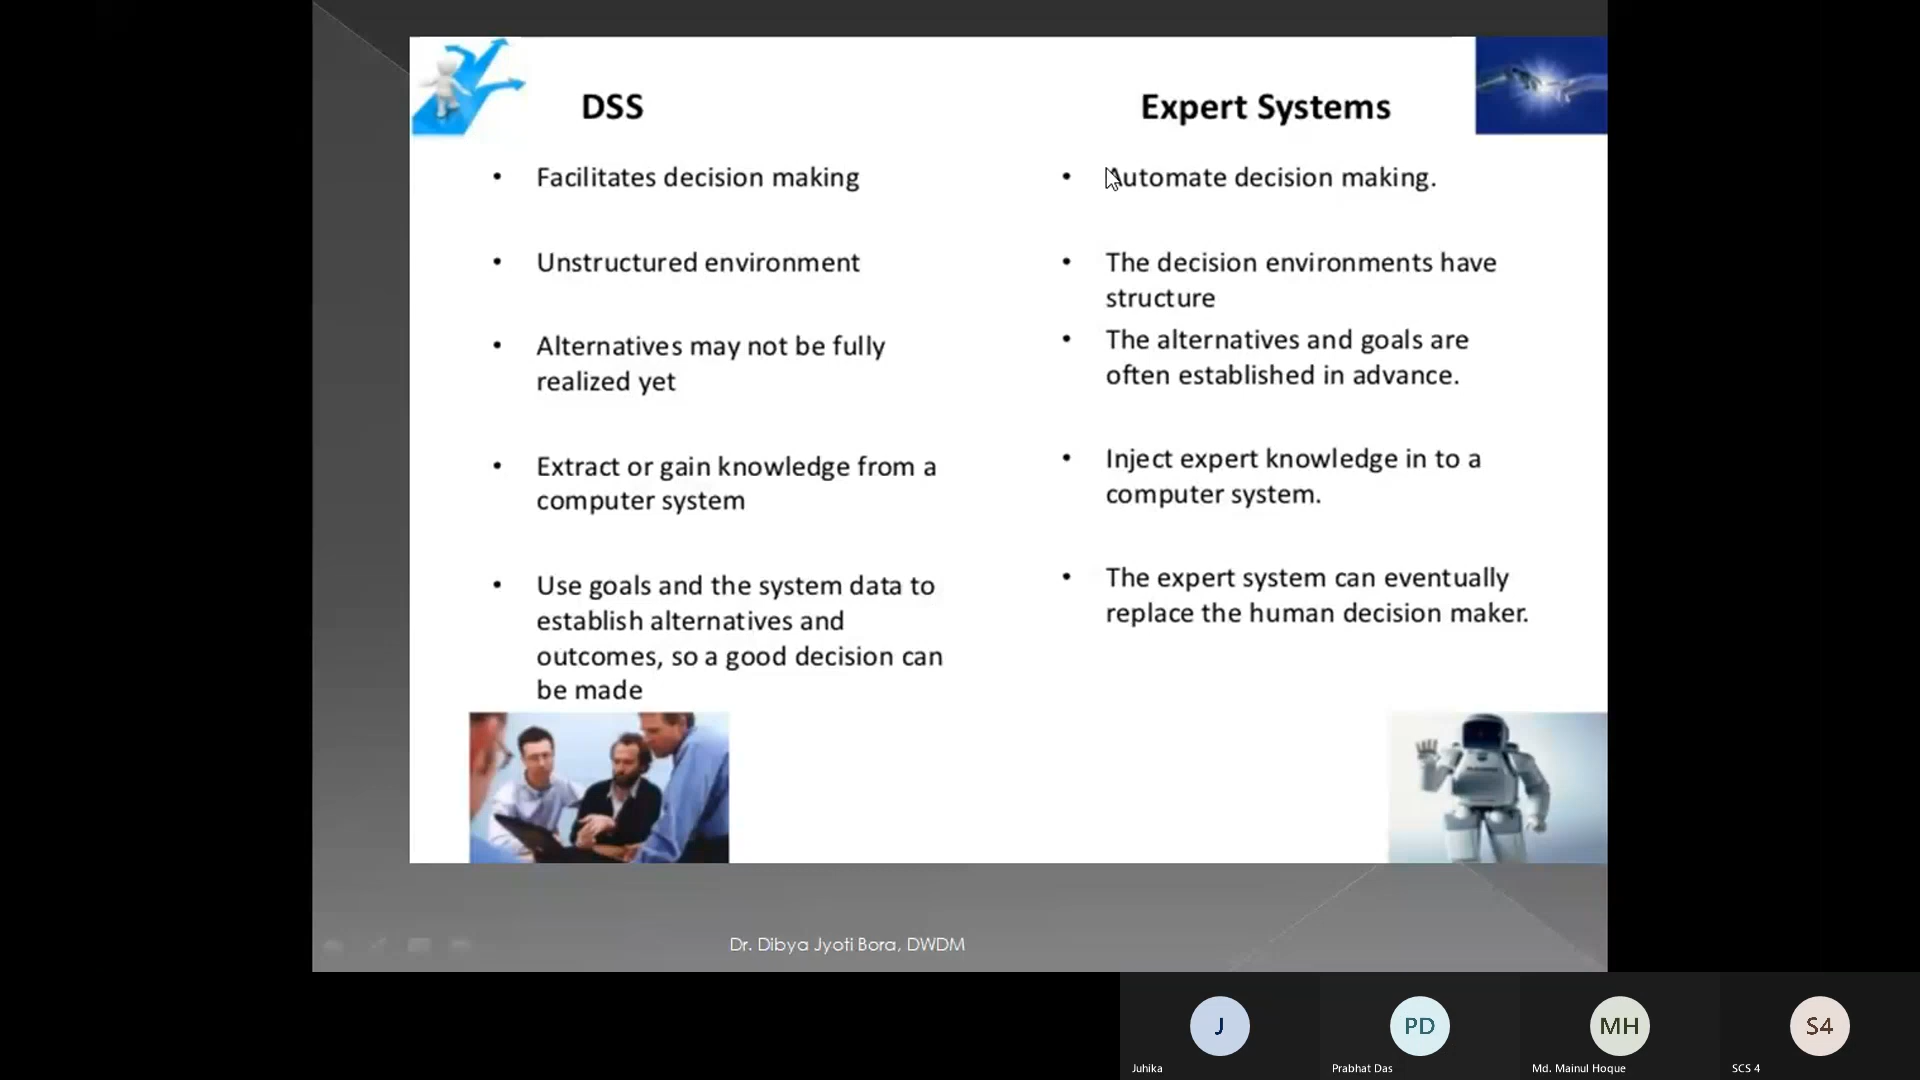 DSS
• Facilitates decision making
• Unstructured environment
• Alternatives may not be fully
realized yet
• Extract or gain knowledge from a
computer system
• Use goals and the system data to
establish alternatives and
outcomes, so a good decision can
be made
Expert Systems
• Automate decision making.
• The decision environments have
structure
• The alternatives and goals are
often established in advance.
• Inject expert knowledge in to a
computer system.
• The expert system can eventually
replace the human decision maker.
Dr. Dibya Jyoti Bora, DWDM
J
PD
MH
S4
Juhika
Prabhat Das
Md. Mainul Hoque
SCS 4